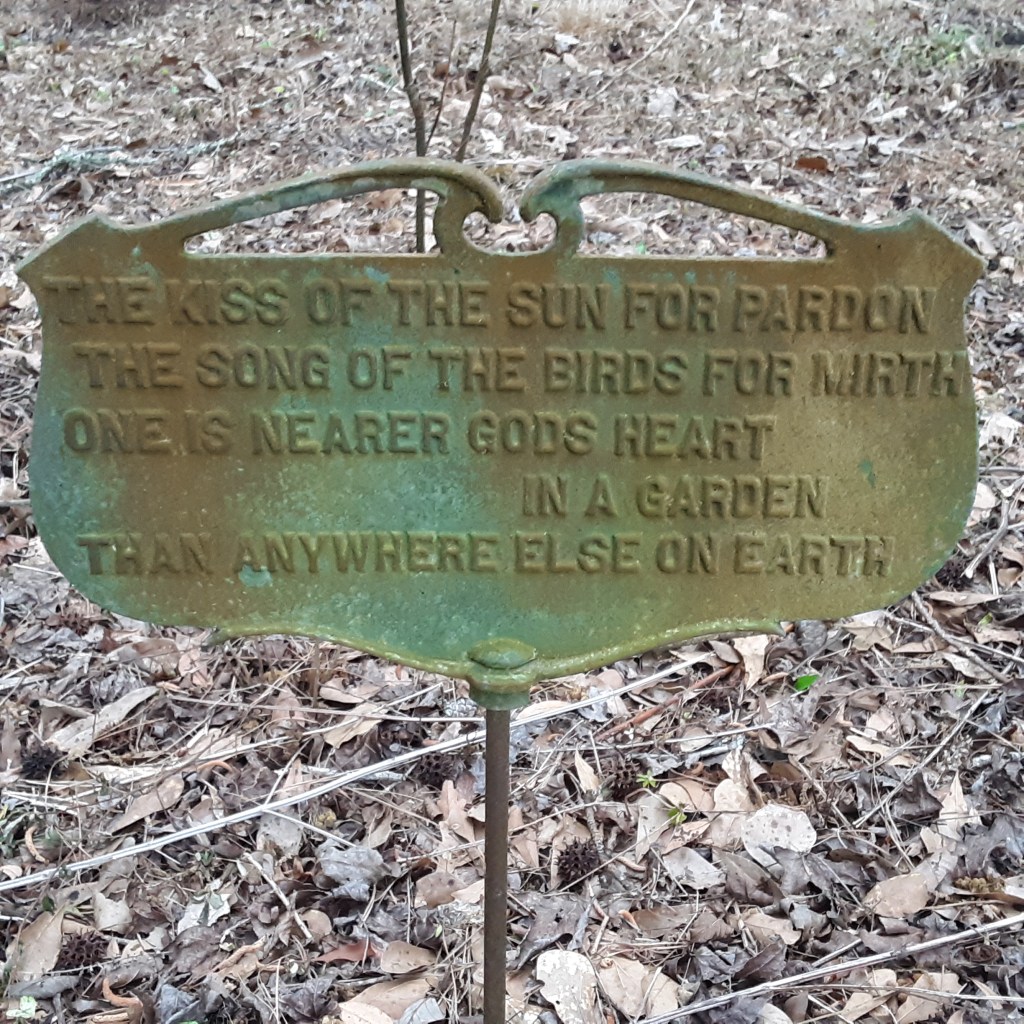 THE KISS OF THE SUN FOR PARDON
THE SONG OF THE BIRDS FOR MIRTH
ONE IS NEARER GODS HEART
IN A GARDEN
THAN ANYWHERE ELSE ON EARTH